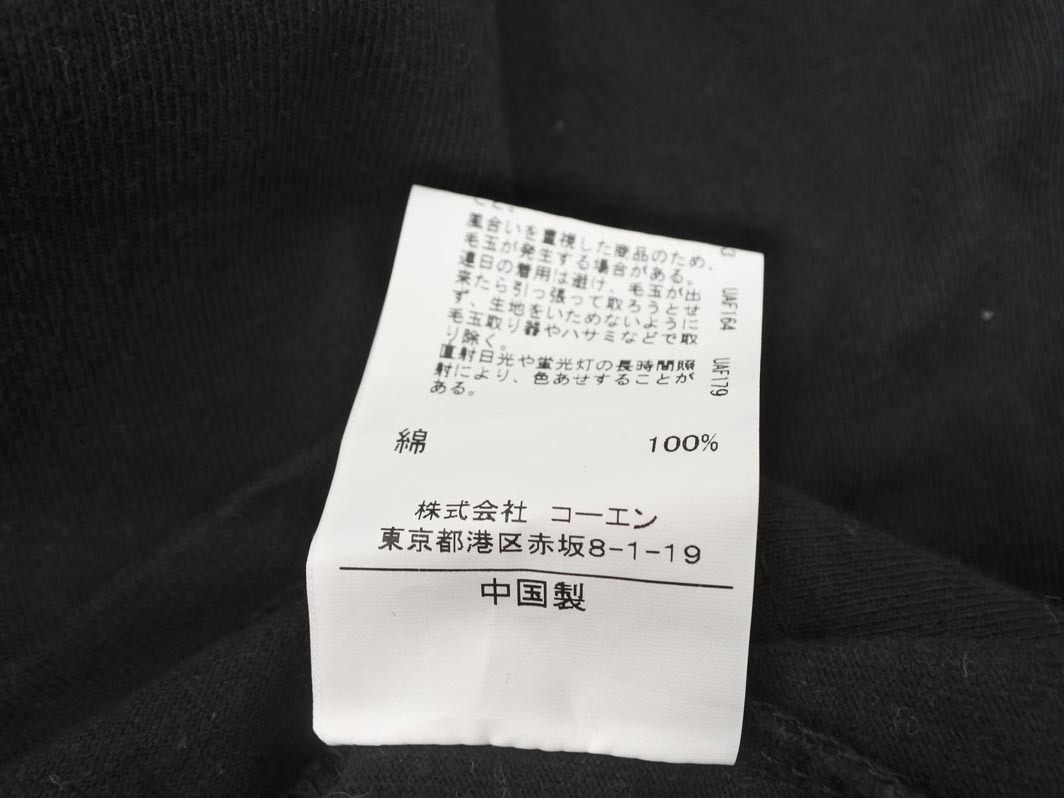 風合いを重視した商品のため、
毛玉が発生する場合がある。
連日の着用は避け、毛玉が出
来たら引っ張って取ろうとせ
ず、生地をいためないように
毛玉取り器やハサミなどで取
り除く。
直射日光や蛍光灯の長時間照
射により、色あせすることが
ある。
3 UAF164 UAF179
綿 100%
株式会社 コーエン
東京都港区赤坂8-1-19
中国製